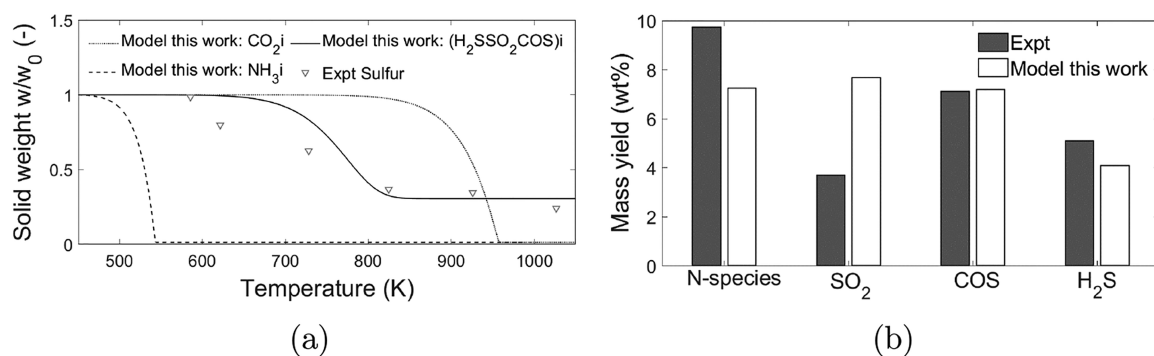 1.5
1
0.5
0
Solid weight w/w₀ (-)
Model this work: CO₂i
Model this work: (H₂SSO₂COS)i
Model this work: NH₃i
Expt Sulfur
500 600 700 800 900 1000
Temperature (K)
(a)
10
8
6
4
2
0
Mass yield (wt%)
Expt
Model this work
N-species SO₂ COS H₂S
(b)